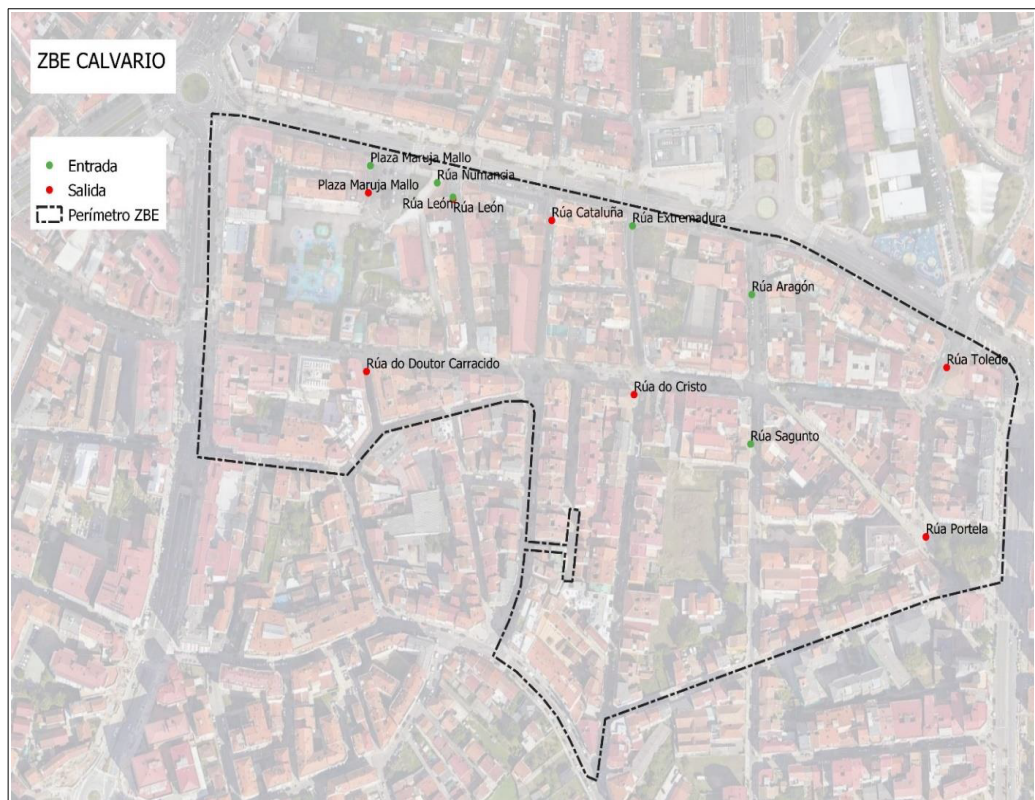 ZBE CALVARIO
Entrada
Salida
Perímetro ZBE
Plaza Maruja Mallo
Rúa Numancia
Plaza Maruja Mallo
Rúa León
Rúa León
Rúa Cataluña
Rúa Extremadura
Rúa Aragón
Rúa do Doutor Carracido
Rúa Toledo
Rúa do Cristo
Rúa Sagunto
Rúa Portela